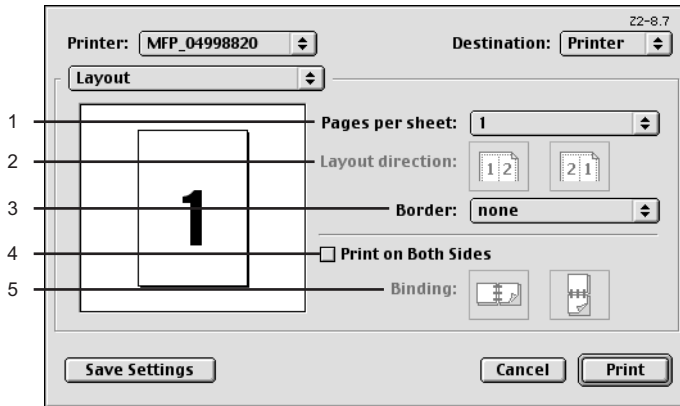 Z2-8.7
Printer: MFP_04998820 Destination: Printer
Layout
1 Pages per sheet: 1
2 Layout direction: 1 2 2 1
1
3 Border: none
4 Print on Both Sides
5 Binding:
Save Settings Cancel Print